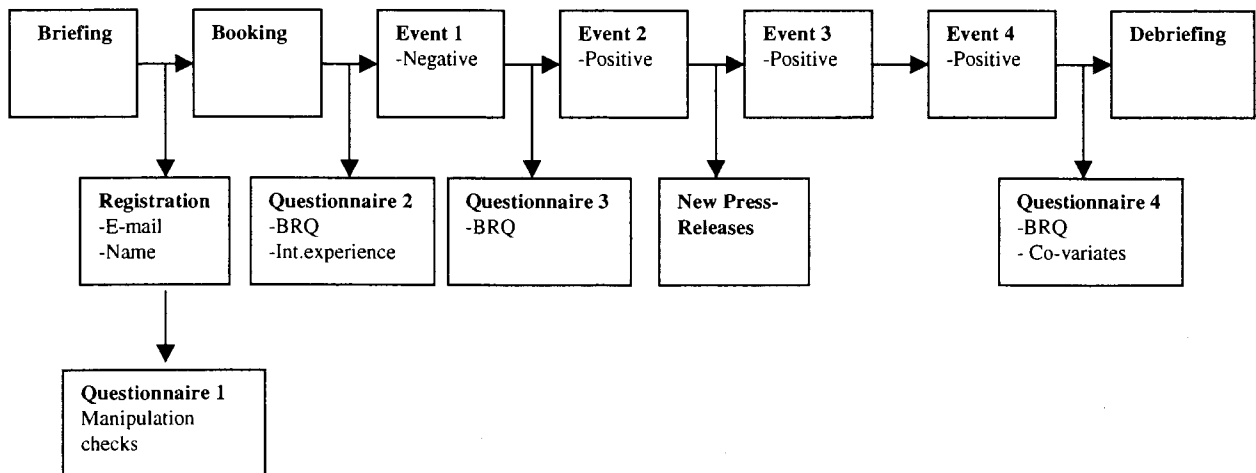 Briefing
Booking
Event 1
-Negative
Event 2
-Positive
Event 3
-Positive
Event 4
-Positive
Debriefing
Registration
-E-mail
-Name
Questionnaire 2
-BRQ
-Int.experience
Questionnaire 3
-BRQ
New Press-
Releases
Questionnaire 4
-BRQ
- Co-variates
Questionnaire 1
Manipulation
checks